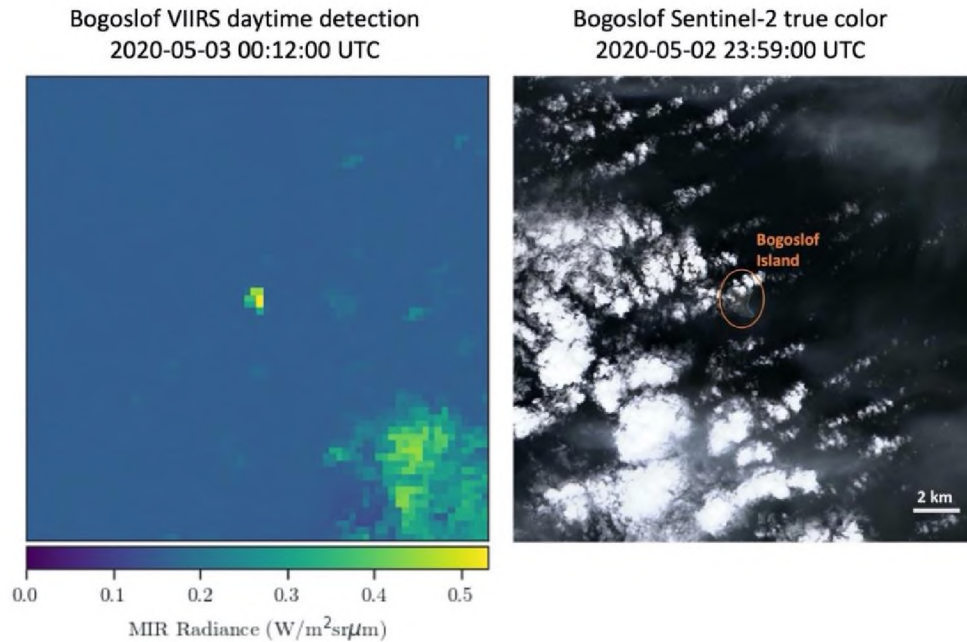 Bogoslof VIIRS daytime detection
2020-05-03 00:12:00 UTC
Bogoslof Sentinel-2 true color
2020-05-02 23:59:00 UTC
Bogoslof
Island
2 km
0.0 0.1 0.2 0.3 0.4 0.5
MIR Radiance (W/m²srμm)